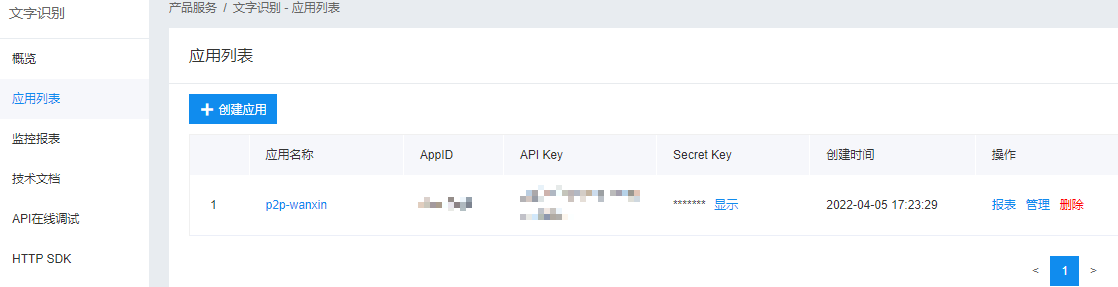 文字识别
产品服务 / 文字识别 - 应用列表
概览
应用列表
监控报表
技术文档
API在线调试
HTTP SDK
应用列表
+ 创建应用
应用名称 AppID API Key Secret Key 创建时间 操作
1 p2p-wanxin ******* 显示 2022-04-05 17:23:29 报表 管理 删除
< 1 >